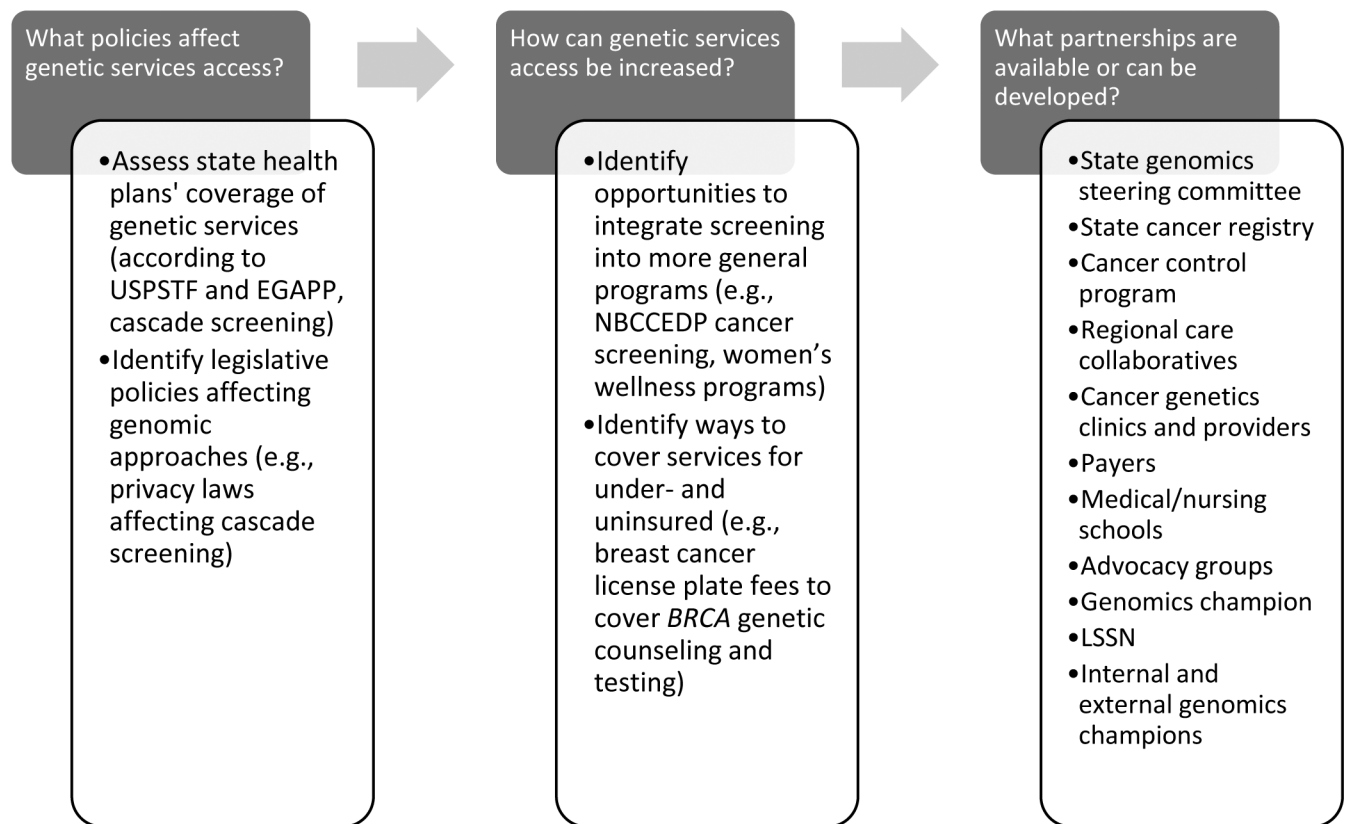 What policies affect
genetic services access?
•Assess state health
plans' coverage of
genetic services
(according to
USPSTF and EGAPP,
cascade screening)
•Identify legislative
policies affecting
genomic
approaches (e.g.,
privacy laws
affecting cascade
screening)
How can genetic services
access be increased?
•Identify
opportunities to
integrate screening
into more general
programs (e.g.,
NBCCEDP cancer
screening, women’s
wellness programs)
•Identify ways to
cover services for
under- and
uninsured (e.g.,
breast cancer
license plate fees to
cover BRCA genetic
counseling and
testing)
What partnerships are
available or can be
developed?
•State genomics
steering committee
•State cancer registry
•Cancer control
program
•Regional care
collaboratives
•Cancer genetics
clinics and providers
•Payers
•Medical/nursing
schools
•Advocacy groups
•Genomics champion
•LSSN
•Internal and
external genomics
champions